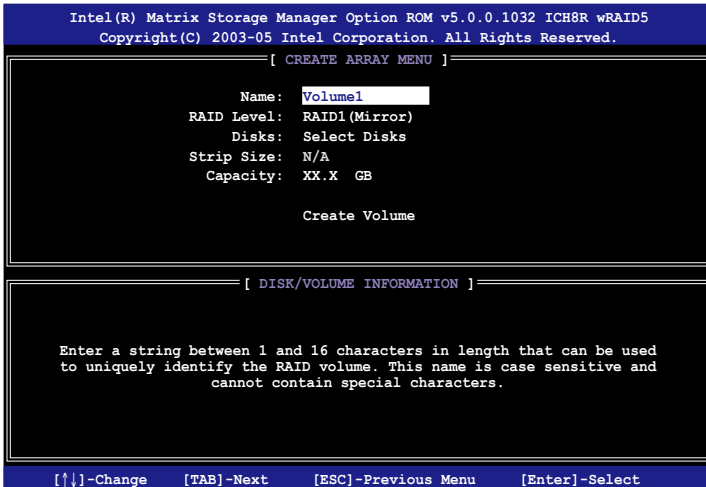 Intel(R) Matrix Storage Manager Option ROM v5.0.0.1032 ICH8R wRAID5
Copyright(C) 2003-05 Intel Corporation. All Rights Reserved.
[ CREATE ARRAY MENU ]
Name: Volume1
RAID Level: RAID1(Mirror)
Disks: Select Disks
Strip Size: N/A
Capacity: XX.X GB
Create Volume
[ DISK/VOLUME INFORMATION ]
Enter a string between 1 and 16 characters in length that can be used
to uniquely identify the RAID volume. This name is case sensitive and
cannot contain special characters.
[↑↓]-Change [TAB]-Next [ESC]-Previous Menu [Enter]-Select